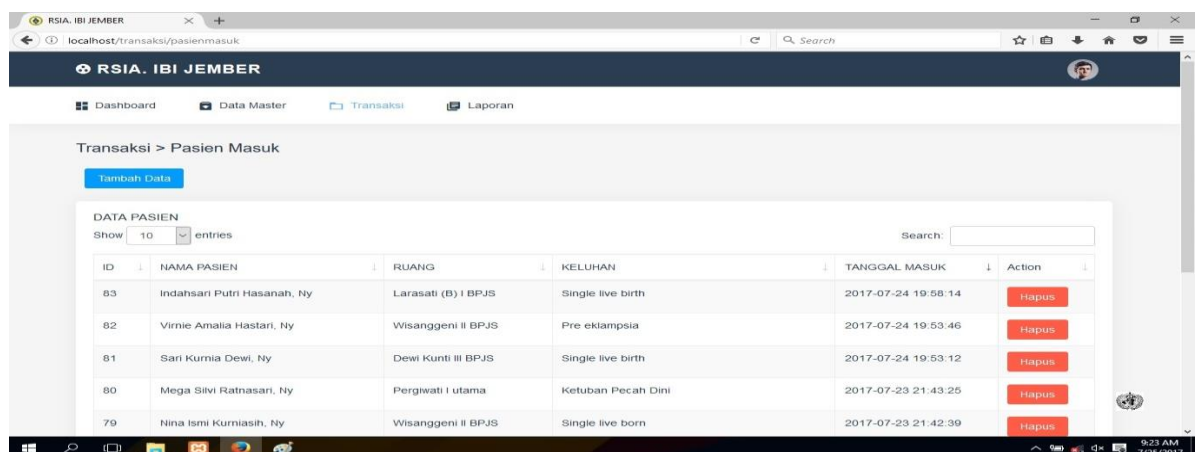 RSIA. IBI JEMBER
localhost/transaksi/pasienmasuk
Search
RSIA. IBI JEMBER
Dashboard Data Master Transaksi Laporan
Transaksi > Pasien Masuk
Tambah Data
DATA PASIEN
Show 10 entries Search:
ID NAMA PASIEN RUANG KELUHAN TANGGAL MASUK Action
83 Indahsari Putri Hasanah, Ny Larasati (B) I BPJS Single live birth 2017-07-24 19:58:14 Hapus
82 Virnie Amalia Hastari, Ny Wisanggeni II BPJS Pre eklampsia 2017-07-24 19:53:46 Hapus
81 Sari Kurnia Dewi, Ny Dewi Kunti III BPJS Single live birth 2017-07-24 19:53:12 Hapus
80 Mega Silvi Ratnasari, Ny Pergiwati I utama Ketuban Pecah Dini 2017-07-23 21:43:25 Hapus
79 Nina Ismi Kurniasih, Ny Wisanggeni II BPJS Single live born 2017-07-23 21:42:39 Hapus
9:23 AM
7/25/2017